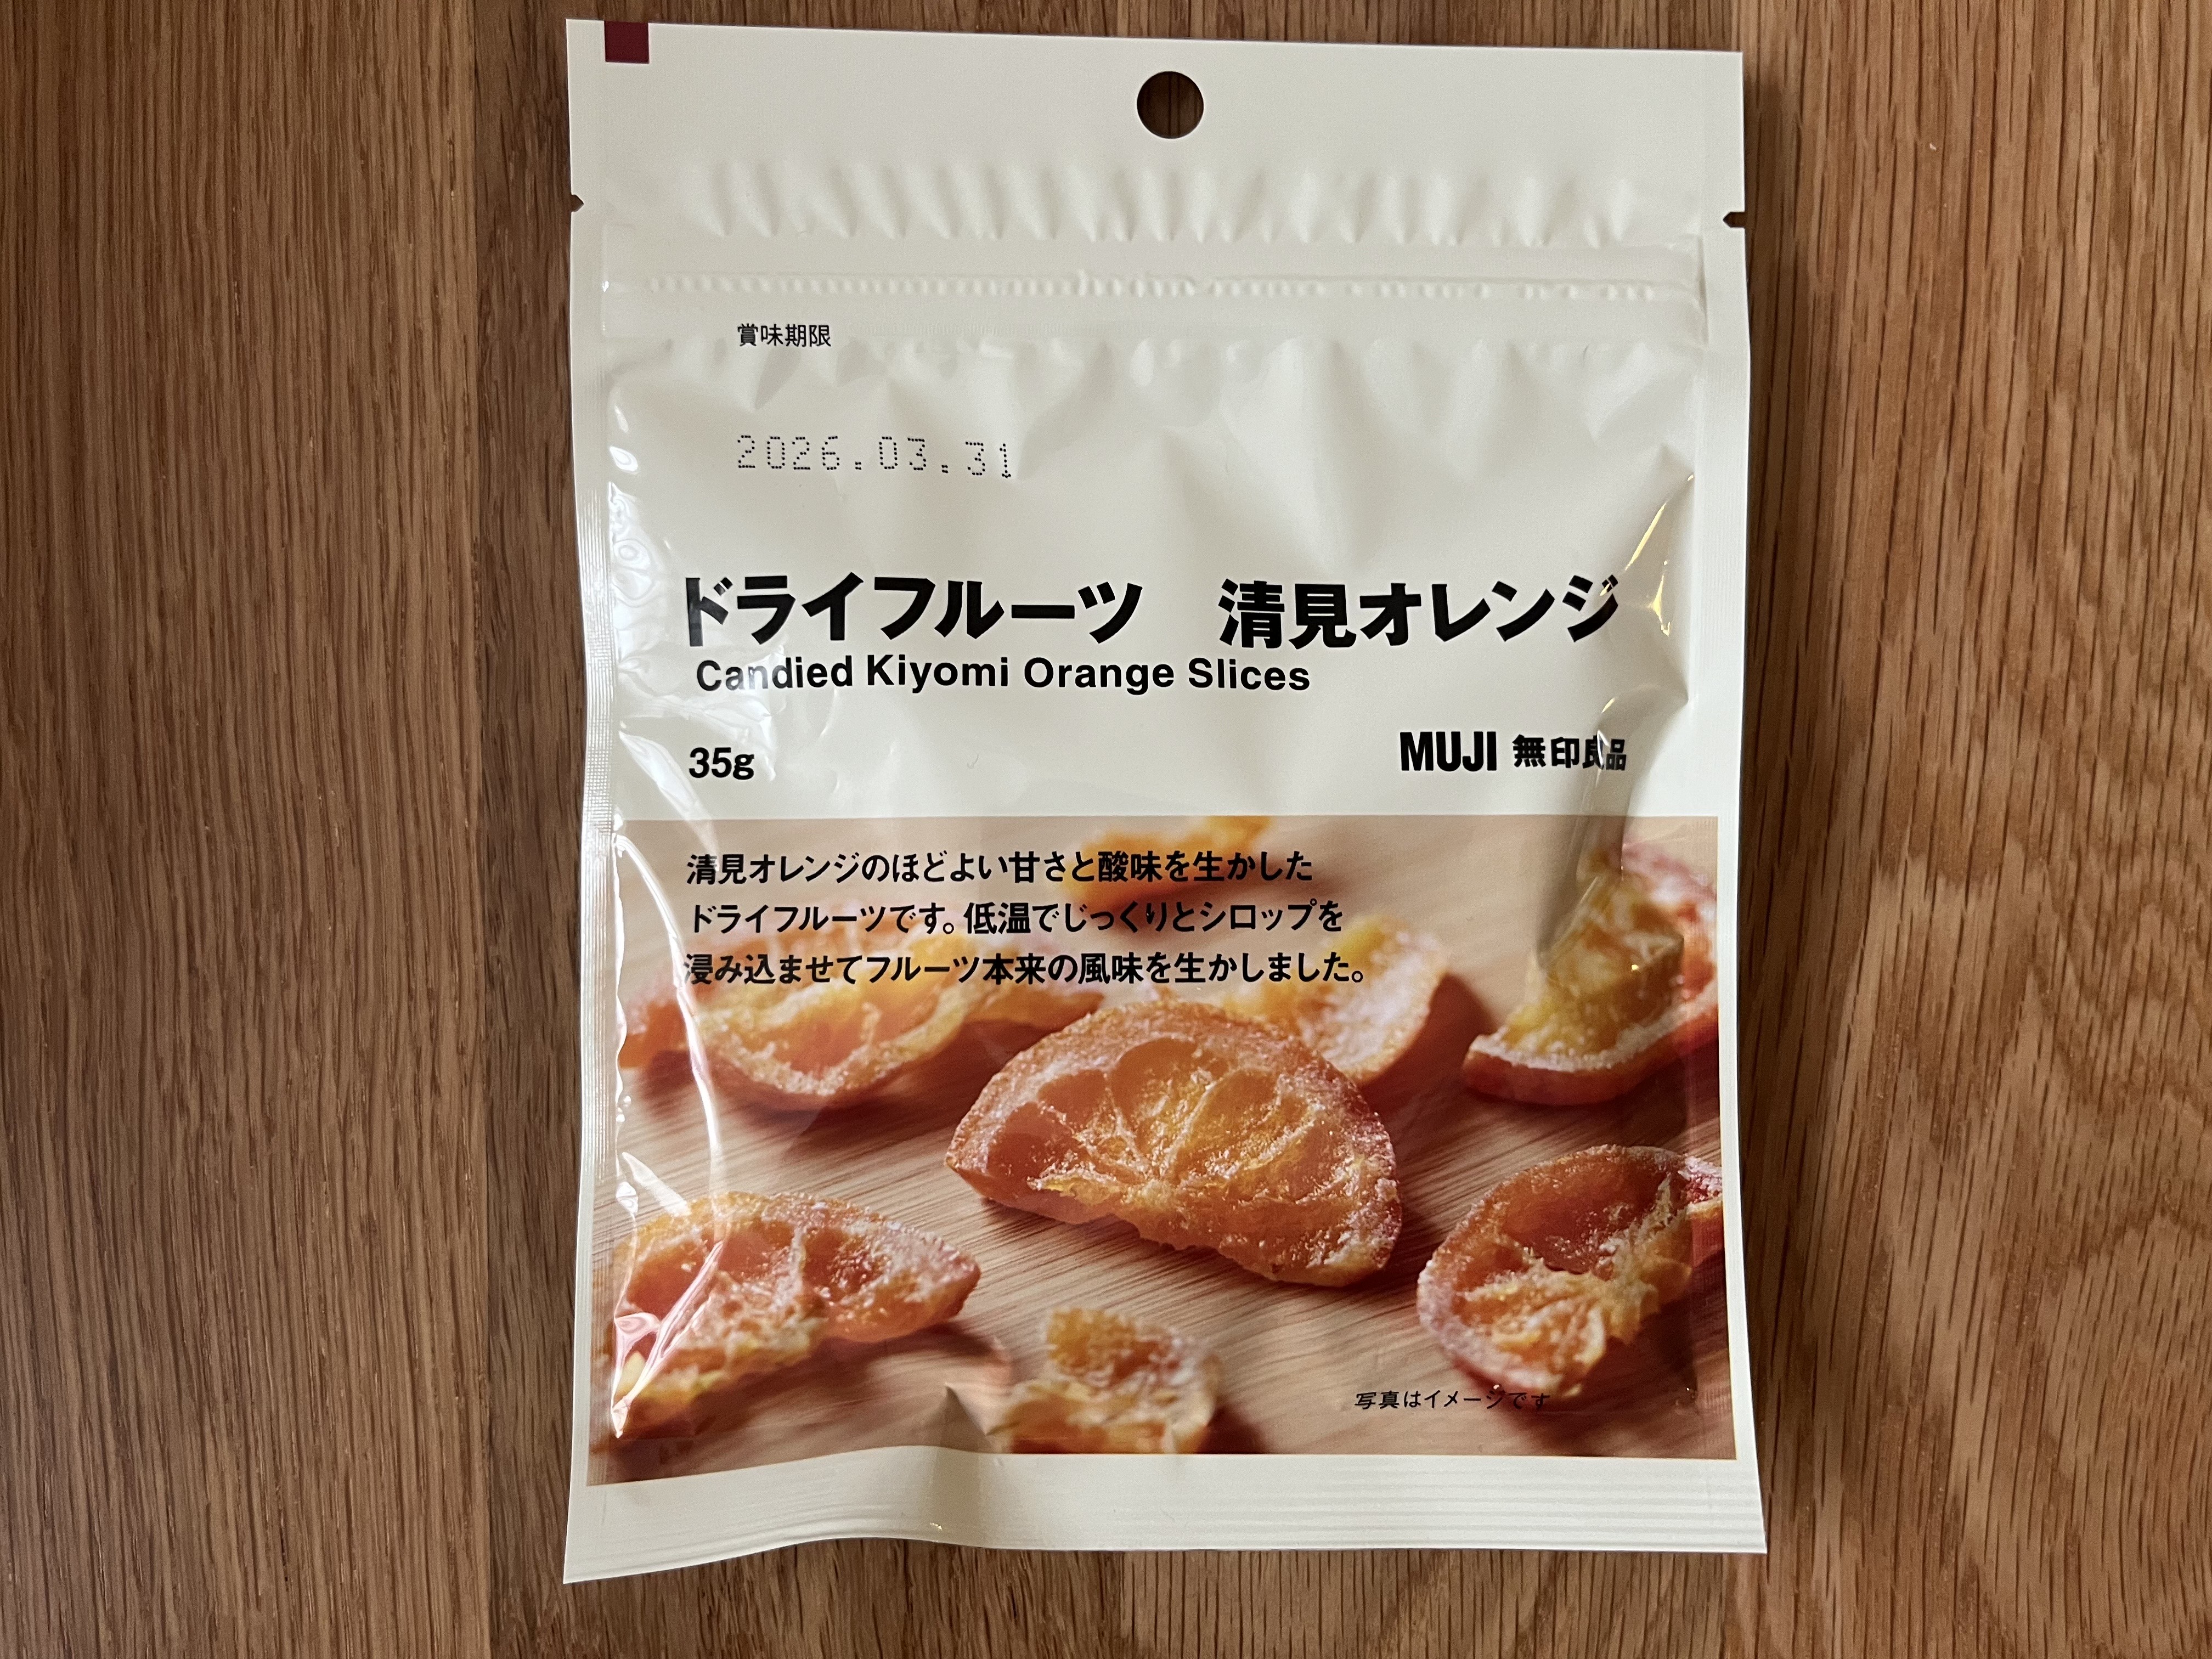 賞味期限
2026.03.31
ドライフルーツ　清見オレンジ
Candied Kiyomi Orange Slices
35g
MUJI 無印良品
清見オレンジのほどよい甘さと酸味を生かした
ドライフルーツです。低温でじっくりとシロップを
浸み込ませてフルーツ本来の風味を生かしました。
写真はイメージです